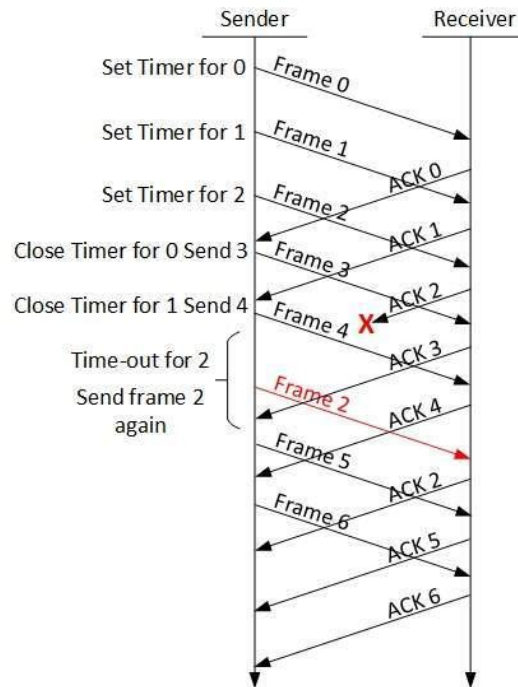 Sender
Receiver
Set Timer for 0
Frame 0
Set Timer for 1
Frame 1
ACK 0
Set Timer for 2
Frame 2
ACK 1
Close Timer for 0 Send 3
Frame 3
ACK 2
X
Close Timer for 1 Send 4
Frame 4
ACK 3
Time-out for 2
Send frame 2
again
Frame 2
ACK 4
Frame 5
ACK 2
Frame 6
ACK 5
ACK 6